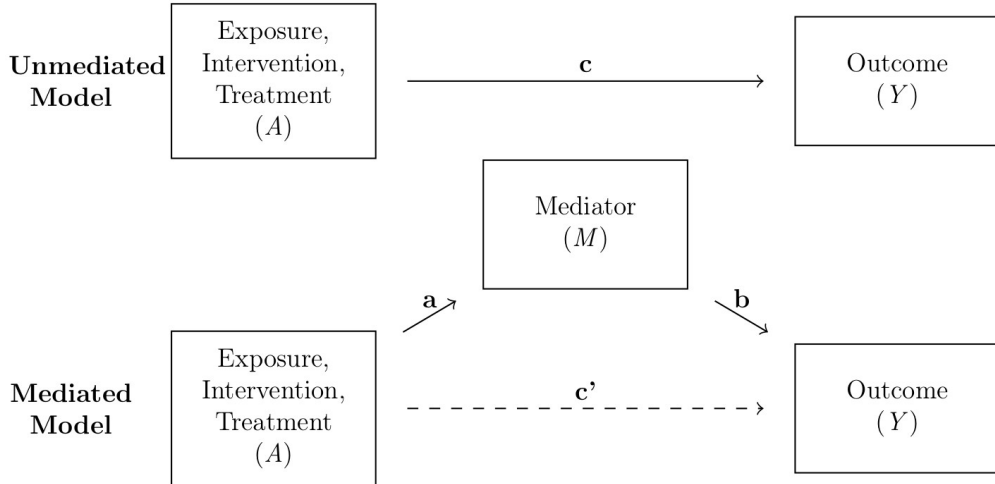 Unmediated
Model
Exposure,
Intervention,
Treatment
(A)
c
Outcome
(Y)
Mediator
(M)
a
b
Mediated
Model
Exposure,
Intervention,
Treatment
(A)
c'
Outcome
(Y)